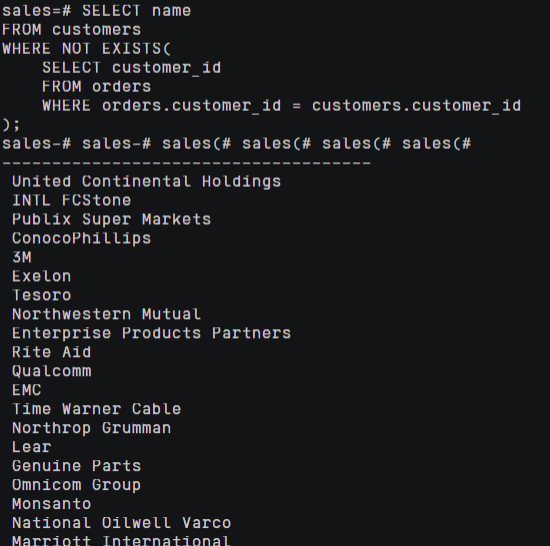 sales=# SELECT name
FROM customers
WHERE NOT EXISTS(
    SELECT customer_id
    FROM orders
    WHERE orders.customer_id = customers.customer_id
);
sales-# sales-# sales(# sales(# sales(# sales(#
-------------------------------------
 United Continental Holdings
 INTL FCStone
 Publix Super Markets
 ConocoPhillips
 3M
 Exelon
 Tesoro
 Northwestern Mutual
 Enterprise Products Partners
 Rite Aid
 Qualcomm
 EMC
 Time Warner Cable
 Northrop Grumman
 Lear
 Genuine Parts
 Omnicom Group
 Monsanto
 National Oilwell Varco
 Marriott International